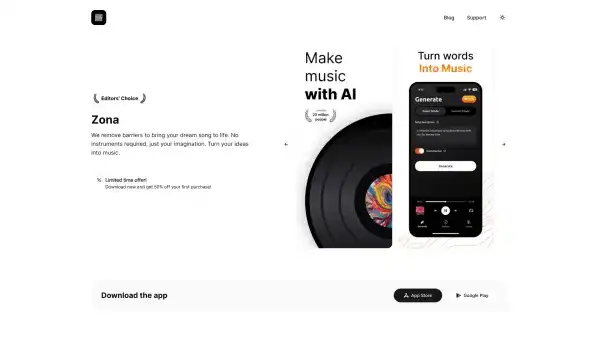 Blog
Support
Editors' Choice
Zona
We remove barriers to bring your dream song to life. No
instruments required, just your imagination. Turn your ideas
into music.
Limited time offer!
Download now and get 50% off your first purchase!
Make
music
with AI
20 million
people
Turn words
Into Music
Generate
Instrumental
Generate
Download the app
App Store
Google Play